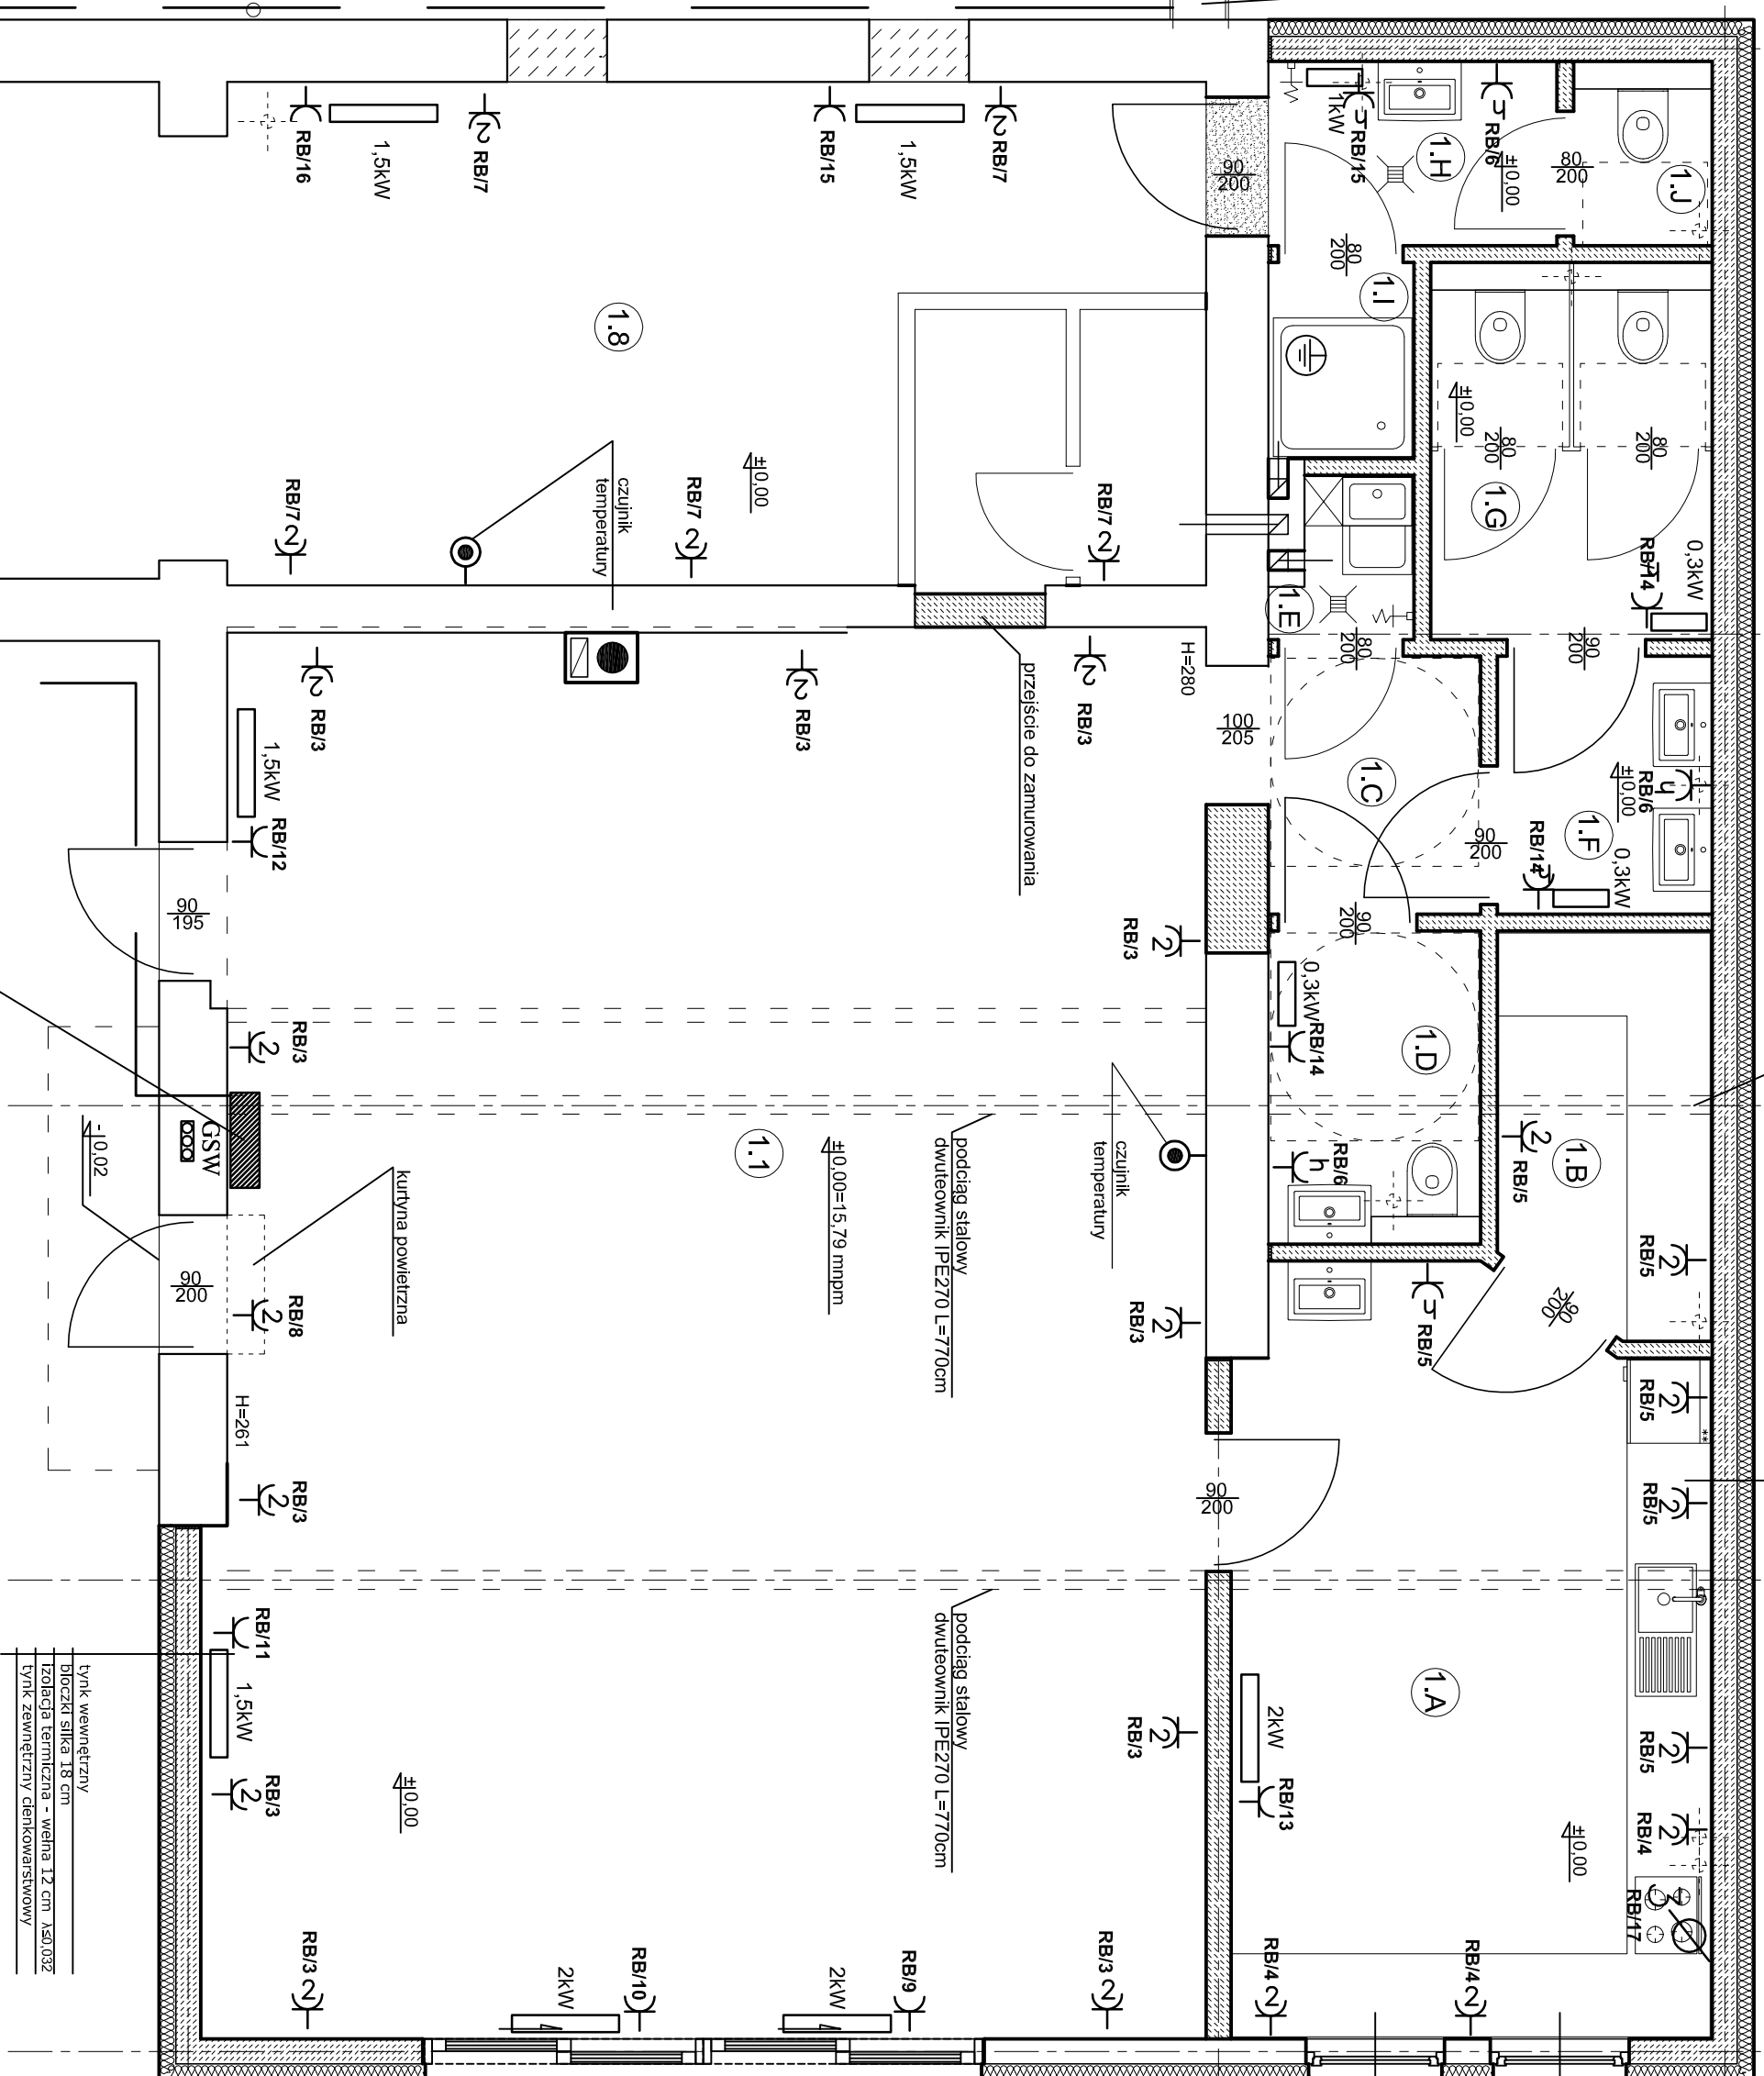 1kW
RB/15
RB/6
±0,00
1.H
80
200
1.J
RB/16
1,5kW
RB/7
RB/15
1,5kW
RB/7
90
200
80
200
1.I
1.8
±0,00
80
200
80
200
1.G
RB/14
0,3kW
czujnik
temperatury
±0,00
RB/7
RB/7
RB/7
1.E
80
200
90
200
H=280
przejście do zamurowania
RB/3
RB/3
RB/3
100
205
1.C
RB/6
±0,00
1.F
0,3kW
RB/14
90
200
1,5kW
RB/12
90
195
RB/3
90
200
0,3kW
RB/14
1.D
RB/3
GSW
-0,02
kurtyna powietrzna
1.1
±0,00=15,79 mnpm
podciąg stalowy
dwuteownik IPE270 L=770cm
czujnik
temperatury
RB/6
RB/5
1.B
RB/5
90
200
90
200
RB/8
RB/3
RB/5
RB/5
H=261
RB/3
90
200
RB/5
RB/11
1,5kW
RB/3
podciąg stalowy
dwuteownik IPE270 L=770cm
±0,00
RB/3
2kW
RB/13
1.A
RB/5
RB/4
±0,00
RB/17
3
RB/3
2kW
RB/10
2kW
RB/9
RB/3
RB/4
RB/4
tynk wewnętrzny
bloczki silka 18 cm
izolacja termiczna - wełna 12 cm λ≤0,032
tynk zewnętrzny cienkowarstwowy